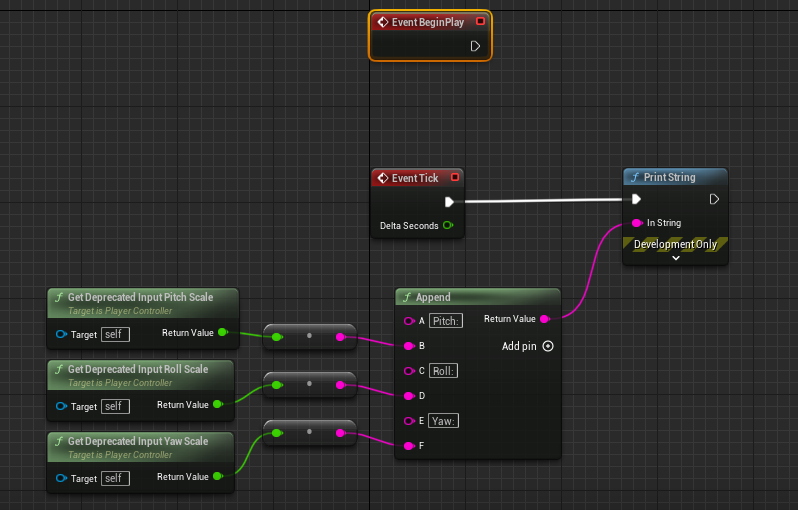 Event BeginPlay
Event Tick
Delta Seconds
f Print String
In String
Development Only
f Get Deprecated Input Pitch Scale
Target is Player Controller
Target self Return Value
f Get Deprecated Input Roll Scale
Target is Player Controller
Target self Return Value
f Get Deprecated Input Yaw Scale
Target is Player Controller
Target self Return Value
f Append
A Pitch: Return Value
B Add pin
C Roll:
D
E Yaw:
F